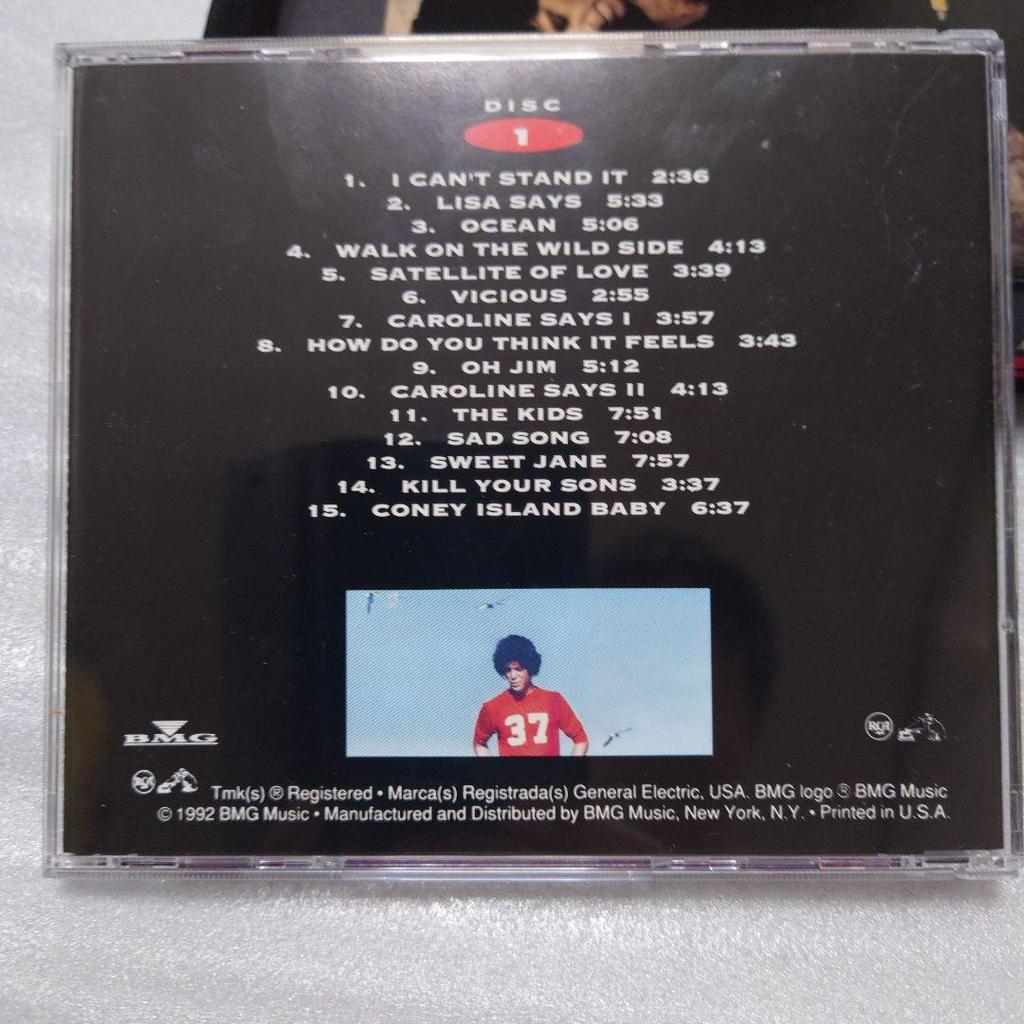 DISC
1
1. I CAN'T STAND IT 2:36
2. LISA SAYS 5:33
3. OCEAN 5:06
4. WALK ON THE WILD SIDE 4:13
5. SATELLITE OF LOVE 3:39
6. VICIOUS 2:55
7. CAROLINE SAYS I 3:57
8. HOW DO YOU THINK IT FEELS 3:43
9. OH JIM 5:12
10. CAROLINE SAYS II 4:13
11. THE KIDS 7:51
12. SAD SONG 7:08
13. SWEET JANE 7:57
14. KILL YOUR SONS 3:37
15. CONEY ISLAND BABY 6:37
37
BMG
RCA
RCA Tmk(s) ® Registered • Marca(s) Registrada(s) General Electric, USA. BMG logo ® BMG Music
© 1992 BMG Music • Manufactured and Distributed by BMG Music, New York, N.Y. • Printed in U.S.A.